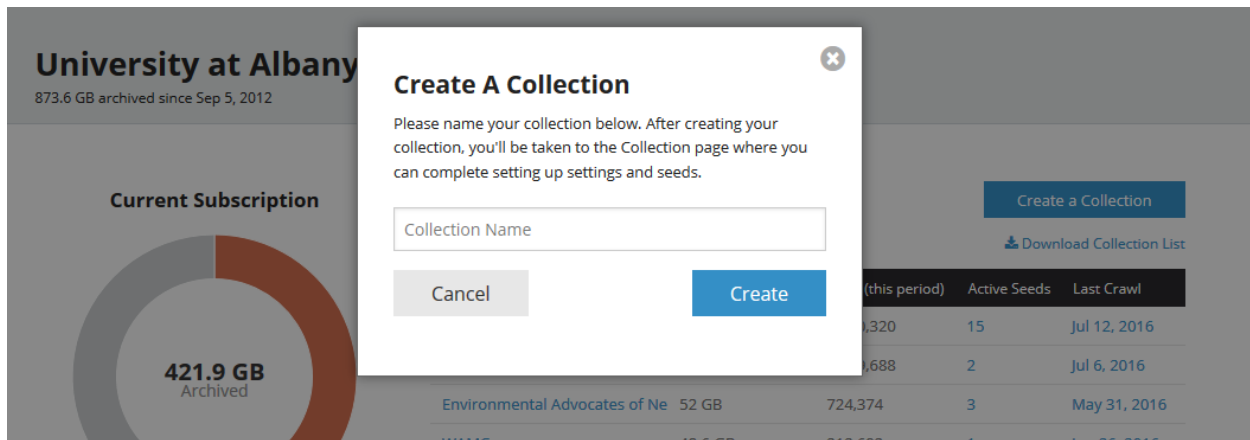 University at Albany
873.6 GB archived since Sep 5, 2012
Current Subscription
421.9 GB
Archived
Create A Collection
Please name your collection below. After creating your
collection, you'll be taken to the Collection page where you
can complete setting up settings and seeds.
Collection Name
Cancel Create
Create a Collection
Download Collection List
(this period) Active Seeds Last Crawl
,320 15 Jul 12, 2016
,688 2 Jul 6, 2016
Environmental Advocates of Ne 52 GB 724,374 3 May 31, 2016